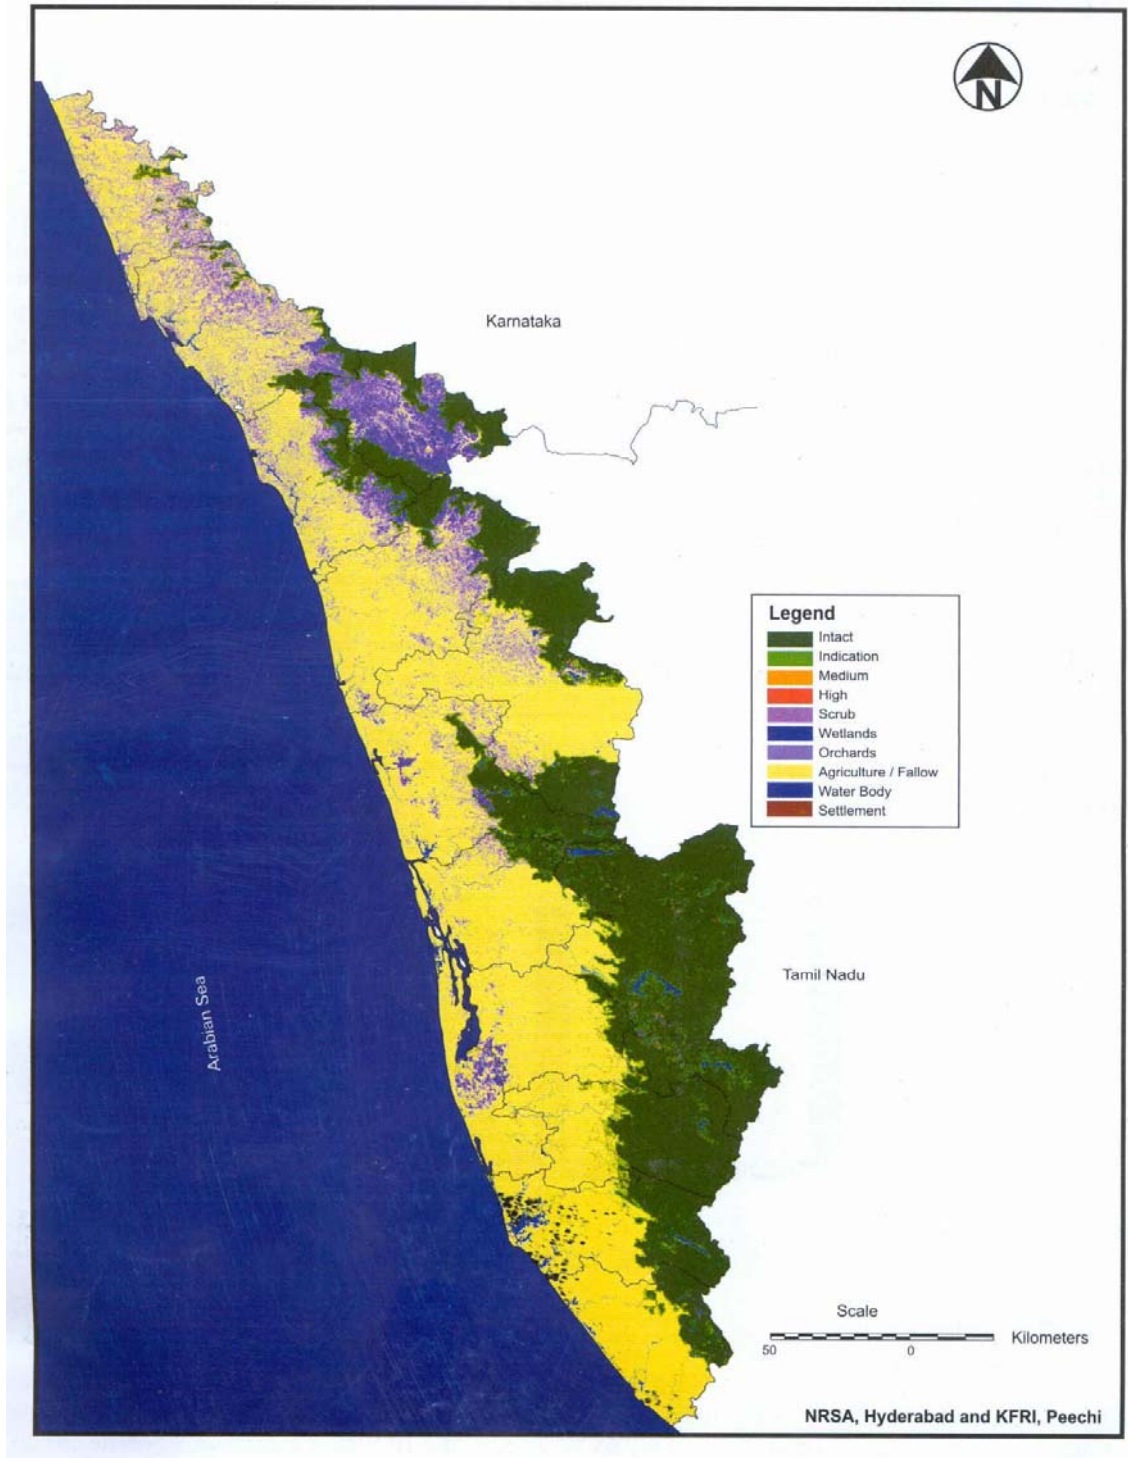 N
Karnataka
Legend
Intact
Indication
Medium
High
Scrub
Wetlands
Orchards
Agriculture / Fallow
Water Body
Settlement
Tamil Nadu
Arabian Sea
Scale
Kilometers
50 0
NRSA, Hyderabad and KFRI, Peechi